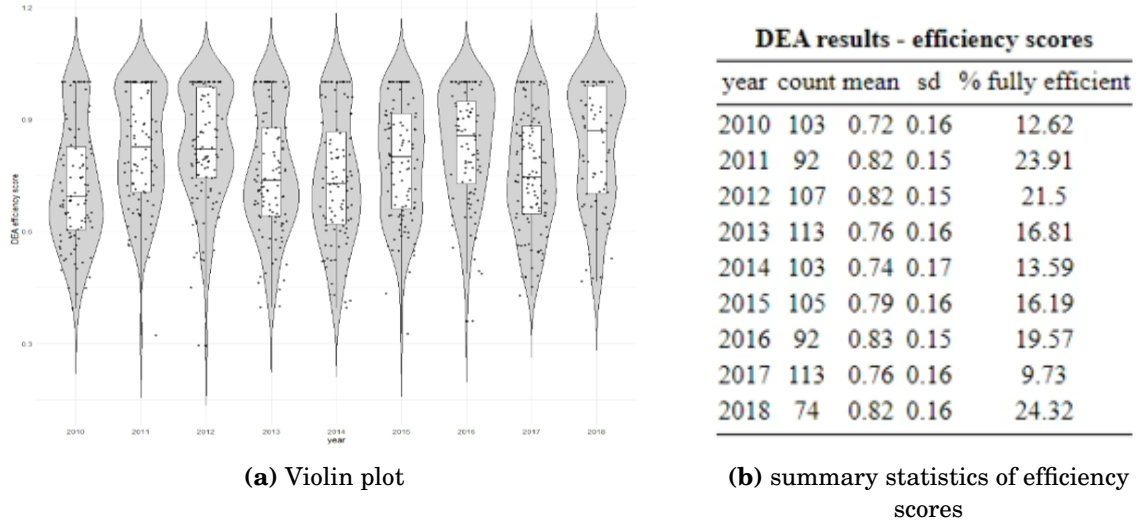 1.2
0.9
0.6
0.3
DEA efficiency score
2010 2011 2012 2013 2014 2015 2016 2017 2018
year
(a) Violin plot
DEA results - efficiency scores
year count mean sd % fully efficient
2010 103 0.72 0.16 12.62
2011 92 0.82 0.15 23.91
2012 107 0.82 0.15 21.5
2013 113 0.76 0.16 16.81
2014 103 0.74 0.17 13.59
2015 105 0.79 0.16 16.19
2016 92 0.83 0.15 19.57
2017 113 0.76 0.16 9.73
2018 74 0.82 0.16 24.32
(b) summary statistics of efficiency
scores